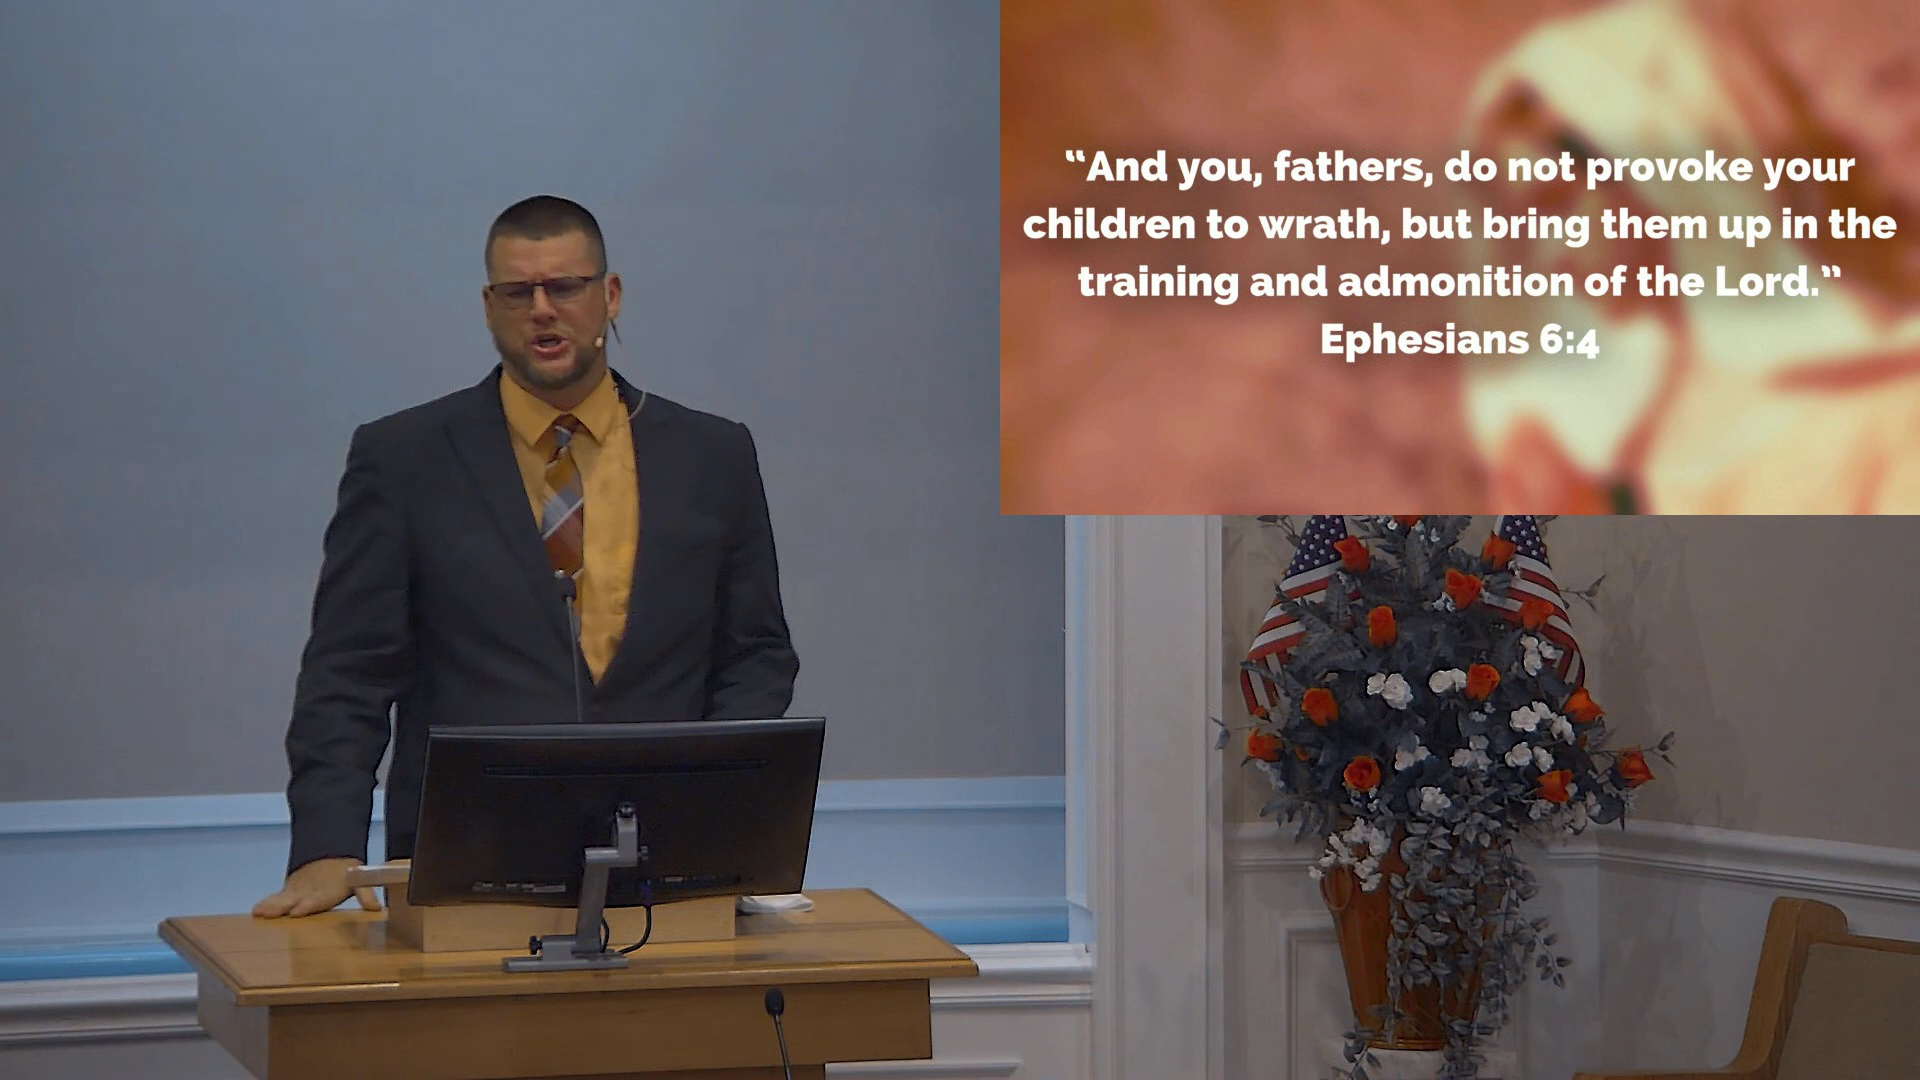 “And you, fathers, do not provoke your
children to wrath, but bring them up in the
training and admonition of the Lord.”
Ephesians 6:4